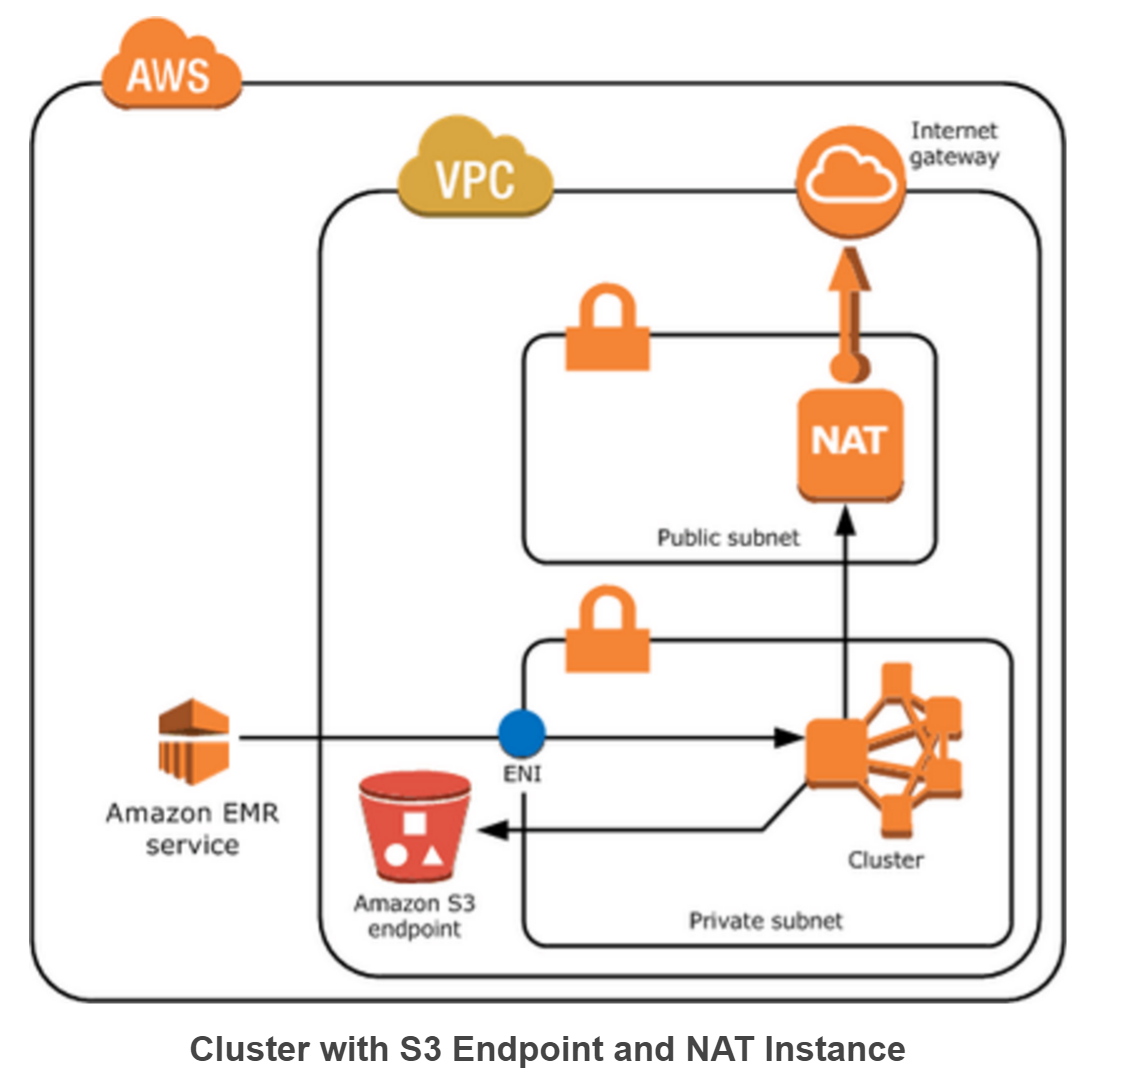 AWS
Internet
gateway
VPC
NAT
Public subnet
ENI
Amazon EMR
service
Cluster
Amazon S3
endpoint
Private subnet
Cluster with S3 Endpoint and NAT Instance